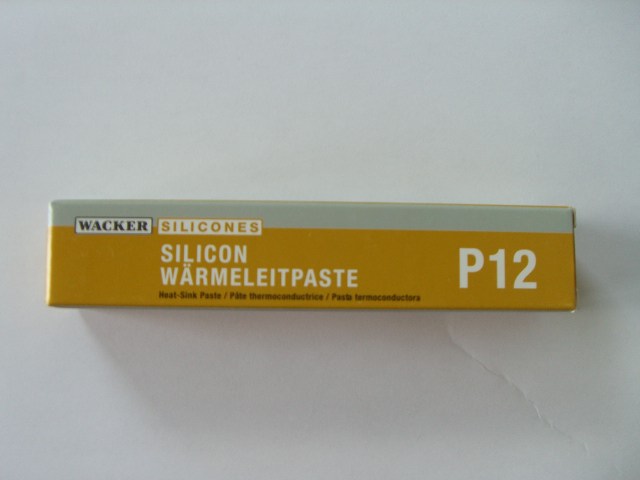 WACKER SILICONES
SILICON
WÄRMELEITPASTE
P12
Heat-Sink Paste / Pâte thermoconductrice / Pasta termoconductora